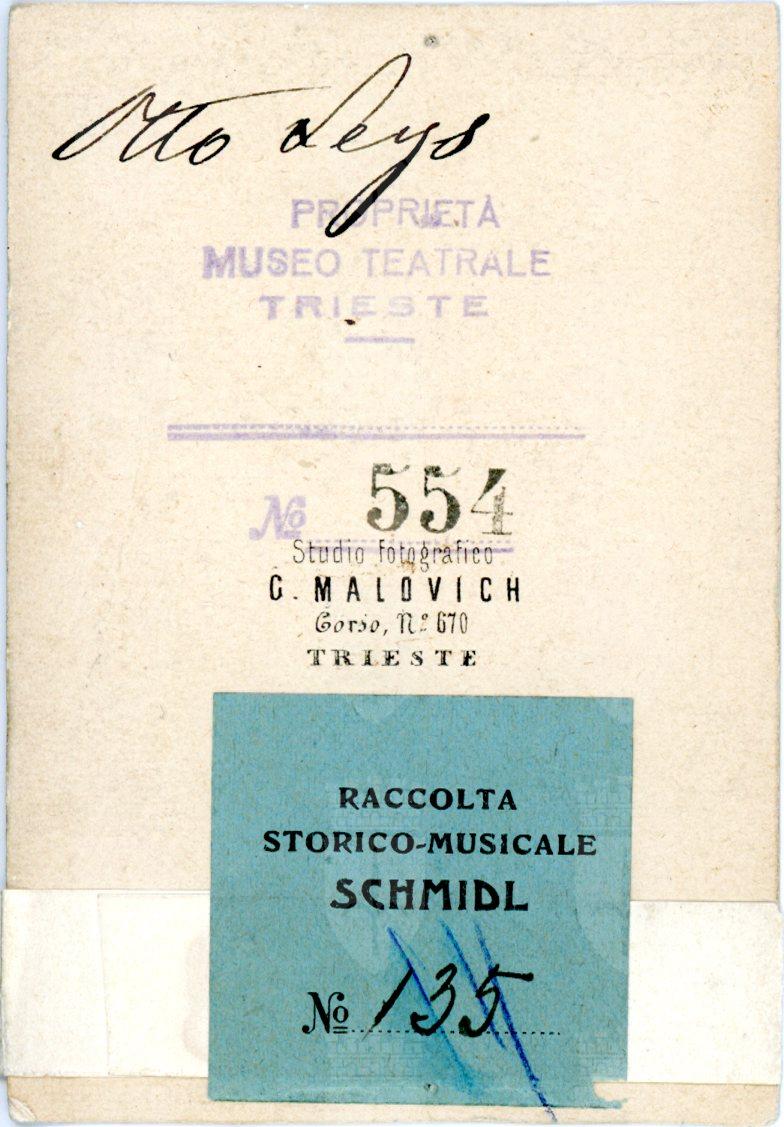 Otto Leys
PROPRIETÀ
MUSEO TEATRALE
TRIESTE
No 554
Studio fotografico
G. MALOVICH
Corso, No 670
TRIESTE
RACCOLTA
STORICO-MUSICALE
SCHMIDL
No 135